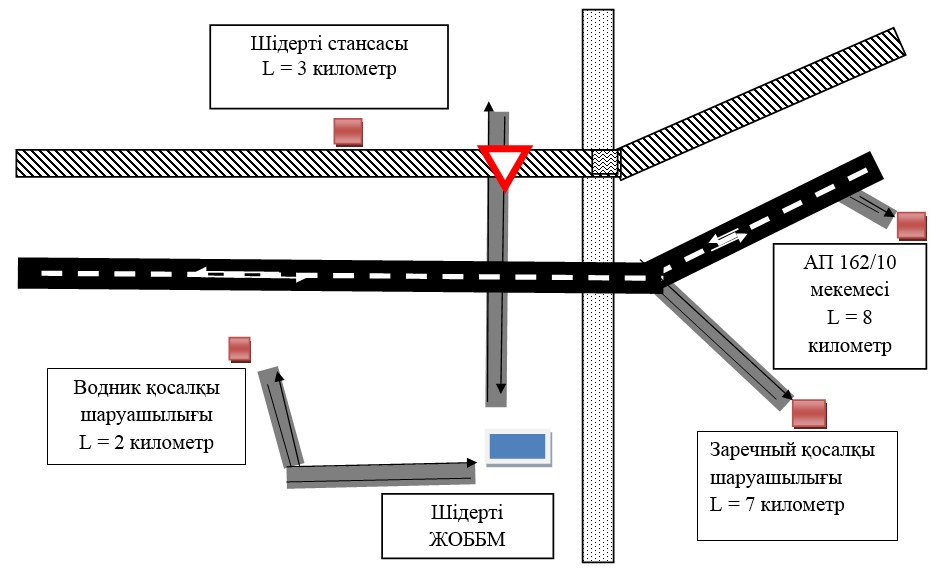 Шідерті стансасы
L = 3 километр
АП 162/10
мекемесі
L = 8
километр
Водник қосалқы
шаруашылығы
L = 2 километр
Заречный қосалқы
шаруашылығы
L = 7 километр
Шідерті
ЖОББМ